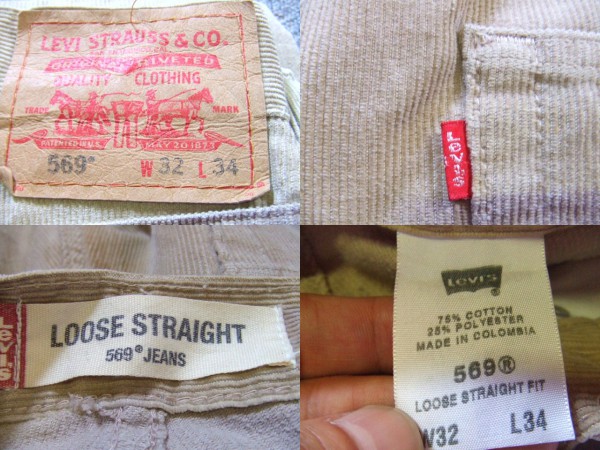 LEVI STRAUSS & CO.
ORIGINAL RIVETED
QUALITY CLOTHING
TRADE MARK
PATENTED IN U.S. MAY 20 1873
569® W 32 L 34
LEVI'S
Levi's
LOOSE STRAIGHT
569® JEANS
Levi's®
75% COTTON
25% POLYESTER
MADE IN COLOMBIA
569®
LOOSE STRAIGHT FIT
W32 L34